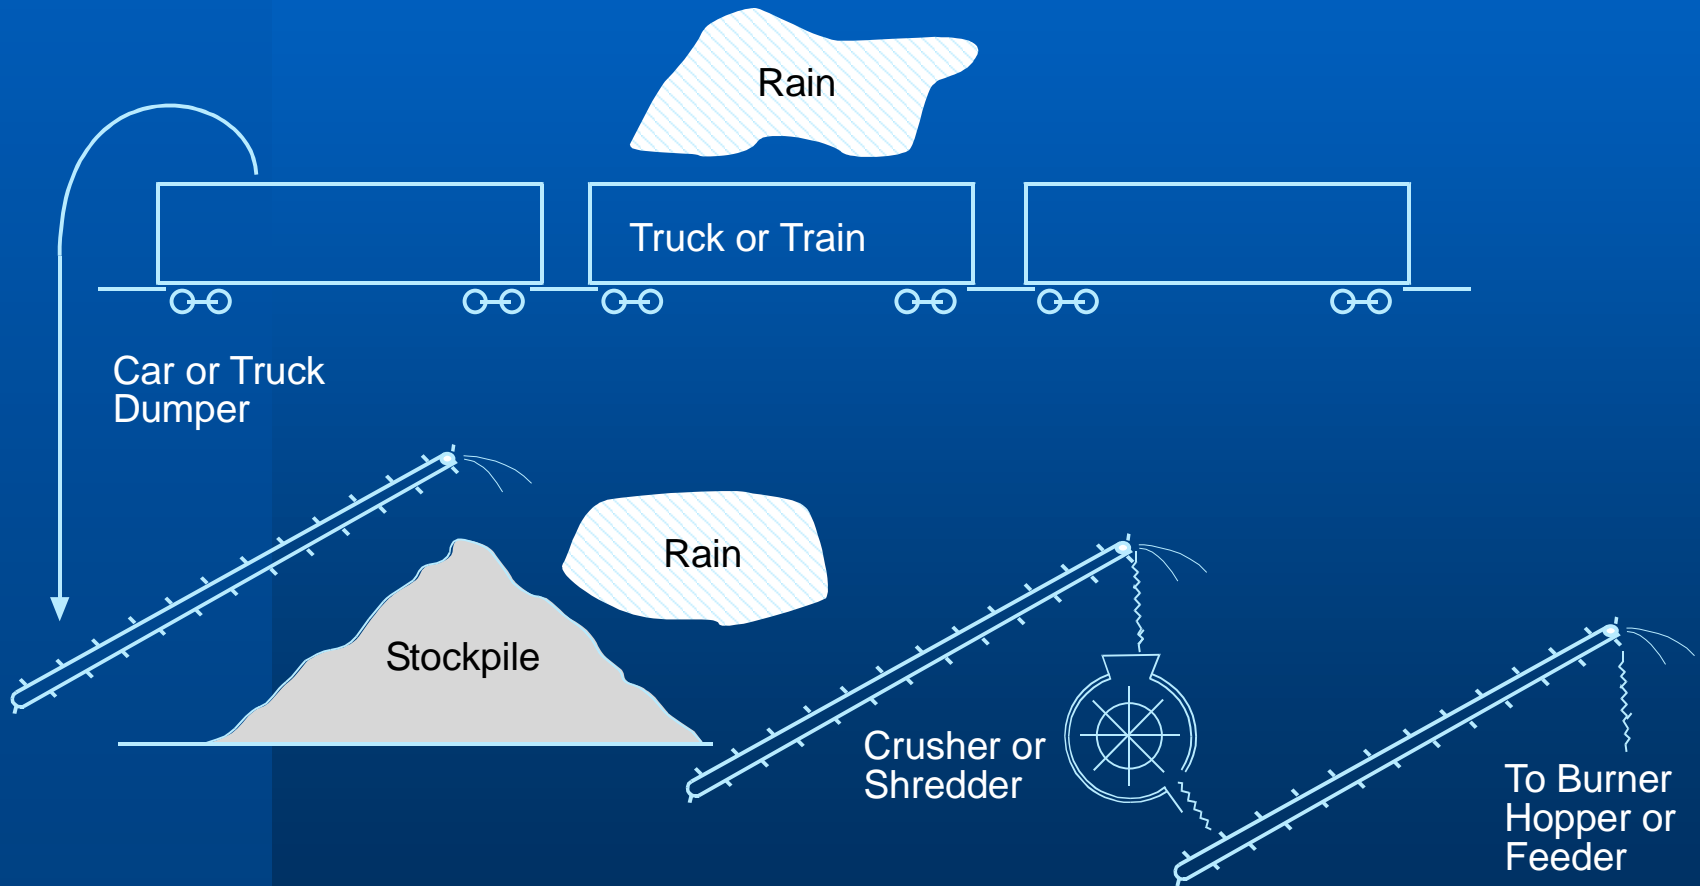 Rain
Truck or Train
Car or Truck
Dumper
Rain
Stockpile
Crusher or
Shredder
To Burner
Hopper or
Feeder